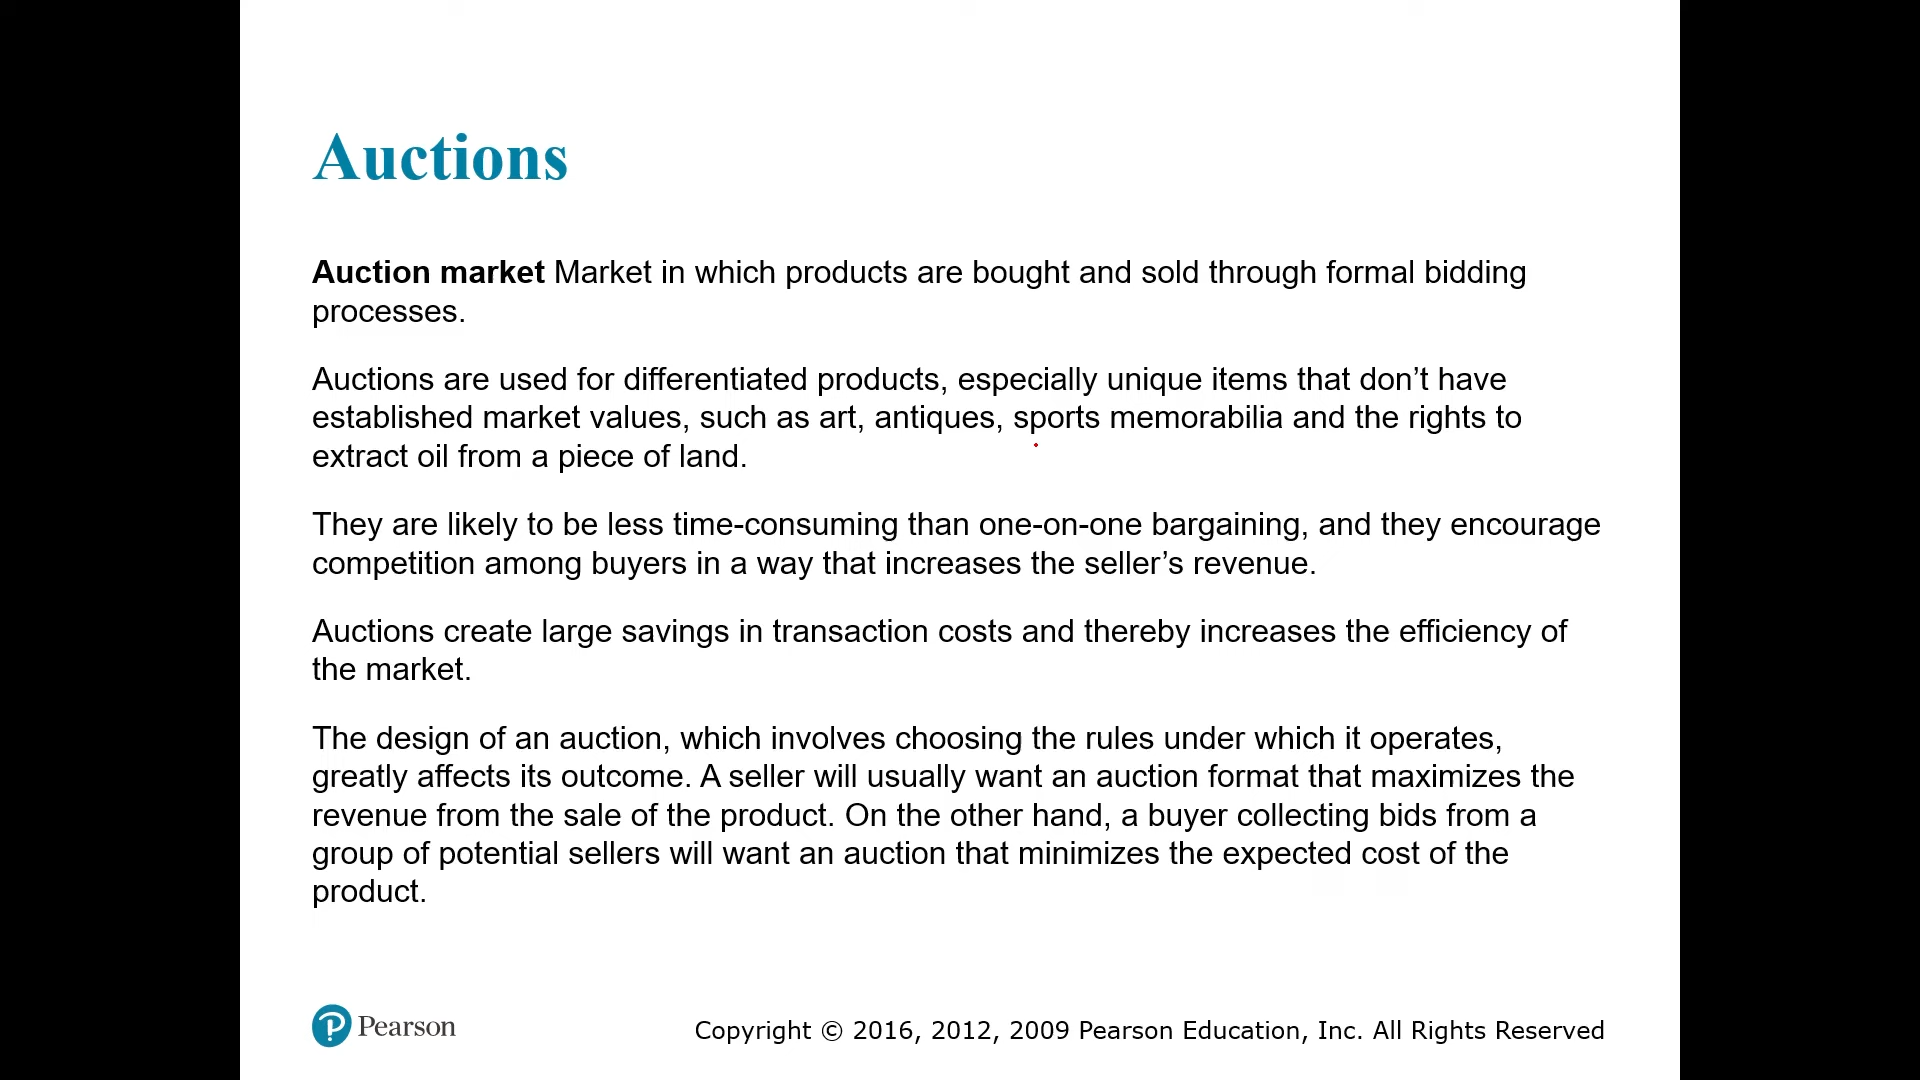 Auctions
Auction market Market in which products are bought and sold through formal bidding
processes.
Auctions are used for differentiated products, especially unique items that don’t have
established market values, such as art, antiques, sports memorabilia and the rights to
extract oil from a piece of land.
They are likely to be less time-consuming than one-on-one bargaining, and they encourage
competition among buyers in a way that increases the seller’s revenue.
Auctions create large savings in transaction costs and thereby increases the efficiency of
the market.
The design of an auction, which involves choosing the rules under which it operates,
greatly affects its outcome. A seller will usually want an auction format that maximizes the
revenue from the sale of the product. On the other hand, a buyer collecting bids from a
group of potential sellers will want an auction that minimizes the expected cost of the
product.
Pearson
Copyright © 2016, 2012, 2009 Pearson Education, Inc. All Rights Reserved